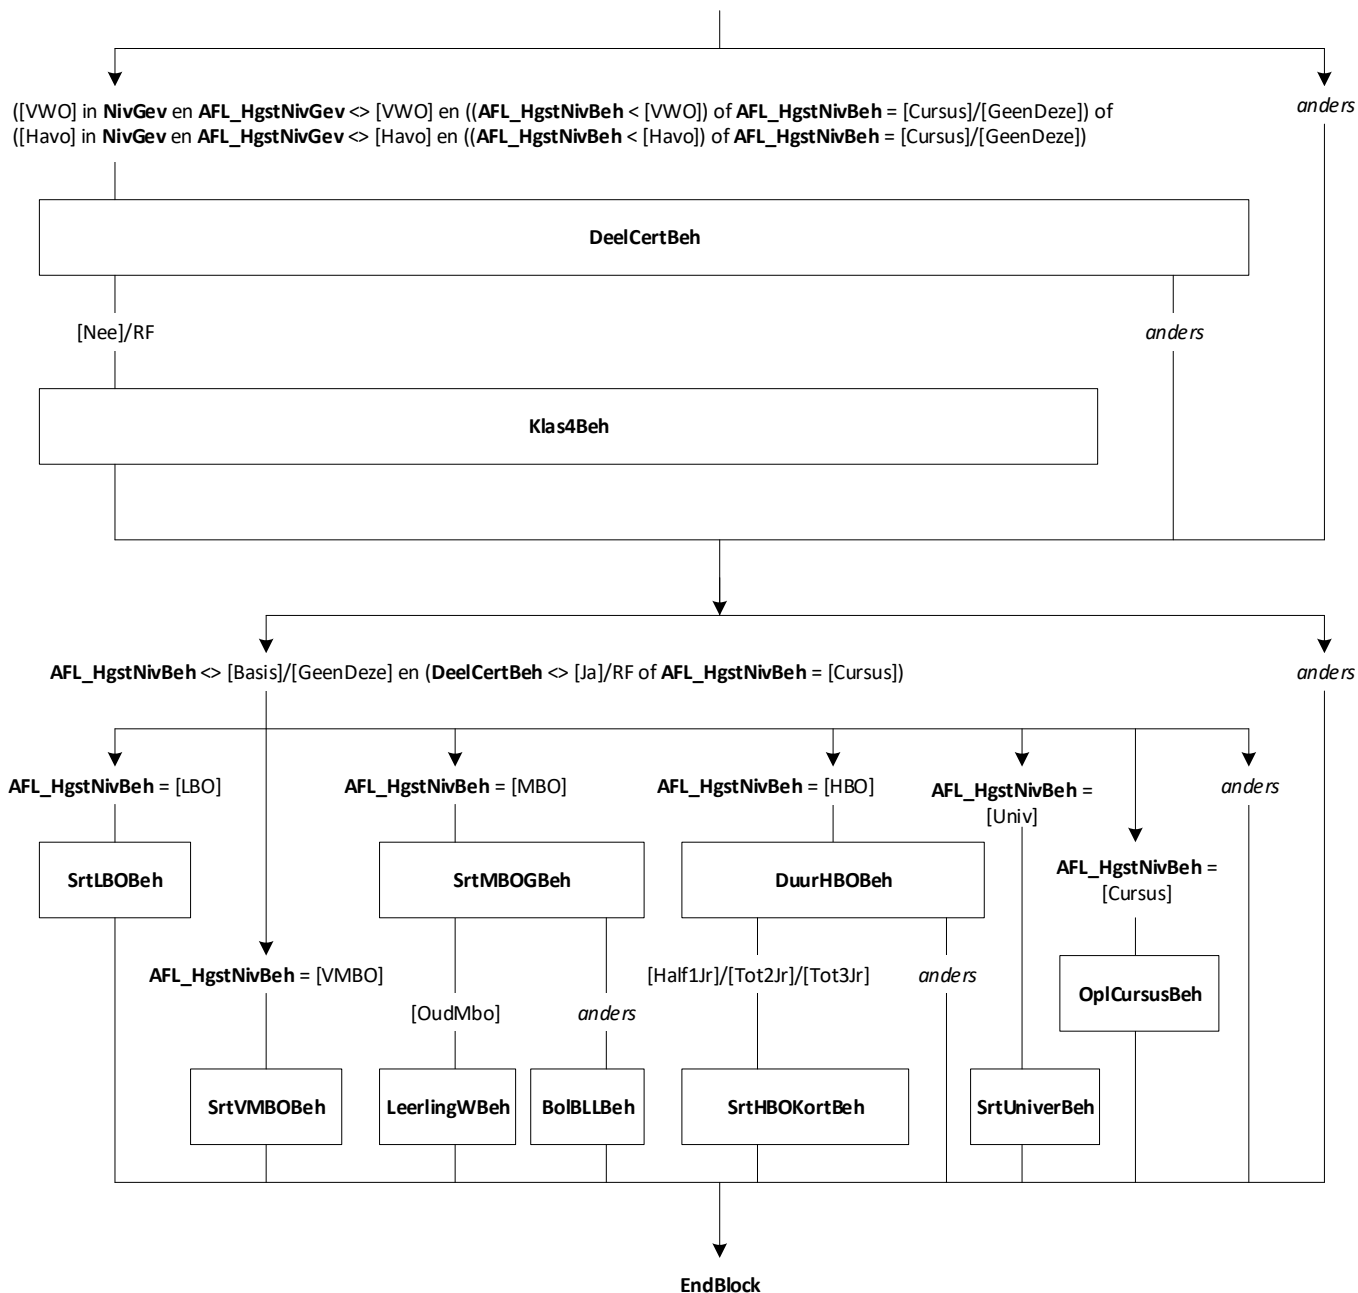 ([VWO] in NivGev en AFL_HgstNivGev <> [VWO] en ((AFL_HgstNivBeh < [VWO]) of AFL_HgstNivBeh = [Cursus]/[GeenDeze]) of
([Havo] in NivGev en AFL_HgstNivGev <> [Havo] en ((AFL_HgstNivBeh < [Havo]) of AFL_HgstNivBeh = [Cursus]/[GeenDeze])
anders
DeelCertBeh
[Nee]/RF
anders
Klas4Beh
AFL_HgstNivBeh <> [Basis]/[GeenDeze] en (DeelCertBeh <> [Ja]/RF of AFL_HgstNivBeh = [Cursus])
anders
AFL_HgstNivBeh = [LBO]
AFL_HgstNivBeh = [MBO]
AFL_HgstNivBeh = [HBO]
AFL_HgstNivBeh =
[Univ]
anders
SrtLBOBeh
SrtMBOGBeh
DuurHBOBeh
AFL_HgstNivBeh =
[Cursus]
AFL_HgstNivBeh = [VMBO]
[Half1Jr]/[Tot2Jr]/[Tot3Jr]
anders
OplCursusBeh
[OudMbo]
anders
SrtVMBOBeh
LeerlingWBeh
BolBLLBeh
SrtHBOKortBeh
SrtUniverBeh
EndBlock